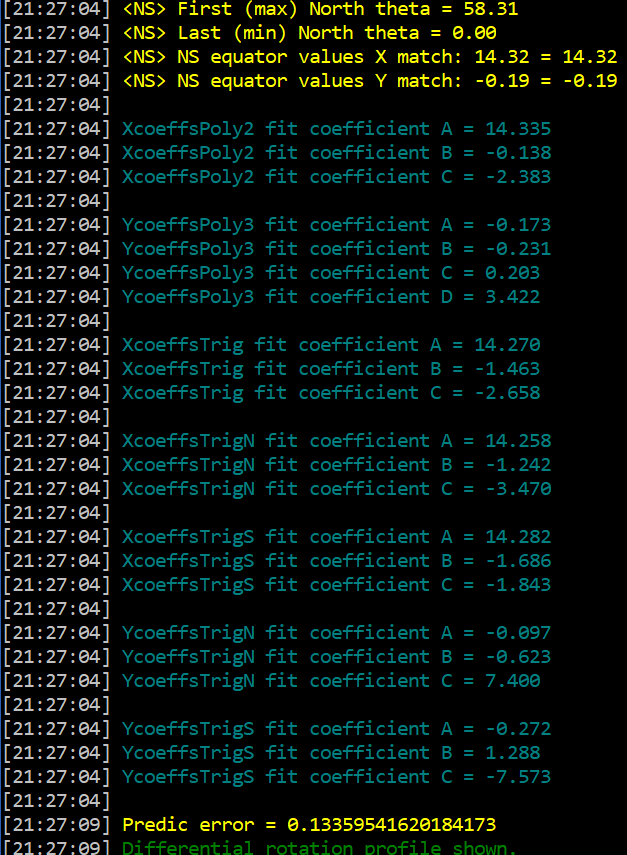 [21:27:04] <NS> First (max) North theta = 58.31
[21:27:04] <NS> Last (min) North theta = 0.00
[21:27:04] <NS> NS equator values X match: 14.32 = 14.32
[21:27:04] <NS> NS equator values Y match: -0.19 = -0.19
[21:27:04]
[21:27:04] XcoeffsPoly2 fit coefficient A = 14.335
[21:27:04] XcoeffsPoly2 fit coefficient B = -0.138
[21:27:04] XcoeffsPoly2 fit coefficient C = -2.383
[21:27:04]
[21:27:04] YcoeffsPoly3 fit coefficient A = -0.173
[21:27:04] YcoeffsPoly3 fit coefficient B = -0.231
[21:27:04] YcoeffsPoly3 fit coefficient C = 0.203
[21:27:04] YcoeffsPoly3 fit coefficient D = 3.422
[21:27:04]
[21:27:04] XcoeffsTrig fit coefficient A = 14.270
[21:27:04] XcoeffsTrig fit coefficient B = -1.463
[21:27:04] XcoeffsTrig fit coefficient C = -2.658
[21:27:04]
[21:27:04] XcoeffsTrigN fit coefficient A = 14.258
[21:27:04] XcoeffsTrigN fit coefficient B = -1.242
[21:27:04] XcoeffsTrigN fit coefficient C = -3.470
[21:27:04]
[21:27:04] XcoeffsTrigS fit coefficient A = 14.282
[21:27:04] XcoeffsTrigS fit coefficient B = -1.686
[21:27:04] XcoeffsTrigS fit coefficient C = -1.843
[21:27:04]
[21:27:04] YcoeffsTrigN fit coefficient A = -0.097
[21:27:04] YcoeffsTrigN fit coefficient B = -0.623
[21:27:04] YcoeffsTrigN fit coefficient C = 7.400
[21:27:04]
[21:27:04] YcoeffsTrigS fit coefficient A = -0.272
[21:27:04] YcoeffsTrigS fit coefficient B = 1.288
[21:27:04] YcoeffsTrigS fit coefficient C = -7.573
[21:27:04]
[21:27:09] Predic error = 0.13359541620184173
[21:27:09] Differential rotation profile shown.